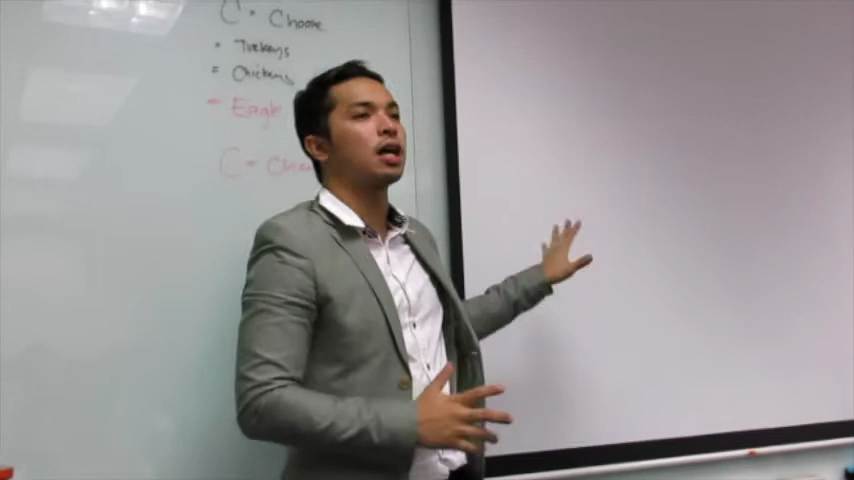 C = Choose
• Turkeys
• Chickens
- Eagle
C =